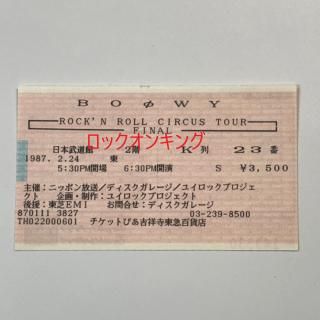 BOØWY
ROCK'N ROLL CIRCUS TOUR
FINAL
ロックオンキング
日本武道館 2階 K 列 23 番
1987. 2.24 東
5:30PM開場 6:30PM開演 S ¥3,500
主催：ニッポン放送／ディスクガレージ／ユイロックプロジェ
クト 企画・制作：ユイロックプロジェクト
後援：東芝EMI お問合せ：ディスクガレージ
870111 3827 03-239-8500
TH022000601 チケットぴあ吉祥寺東急百貨店